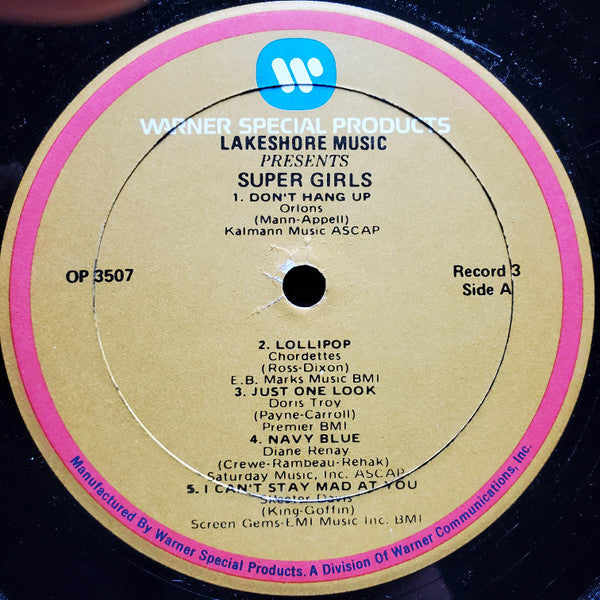 WARNER SPECIAL PRODUCTS
LAKESHORE MUSIC
PRESENTS
SUPER GIRLS
1. DON'T HANG UP
Orlons
(Mann-Appell)
Kalmann Music ASCAP
OP 3507
Record 3
Side A
2. LOLLIPOP
Chordettes
(Ross-Dixon)
E.B. Marks Music BMI
3. JUST ONE LOOK
Doris Troy
(Payne-Carroll)
Premier BMI
4. NAVY BLUE
Diane Renay
(Crewe-Rambeau-Rehak)
Saturday Music, Inc. ASCAP
5. I CAN'T STAY MAD AT YOU
Skeeter Davis
(King-Goffin)
Screen Gems-EMI Music Inc. BMI
Manufactured By Warner Special Products. A Division Of Warner Communications, Inc.